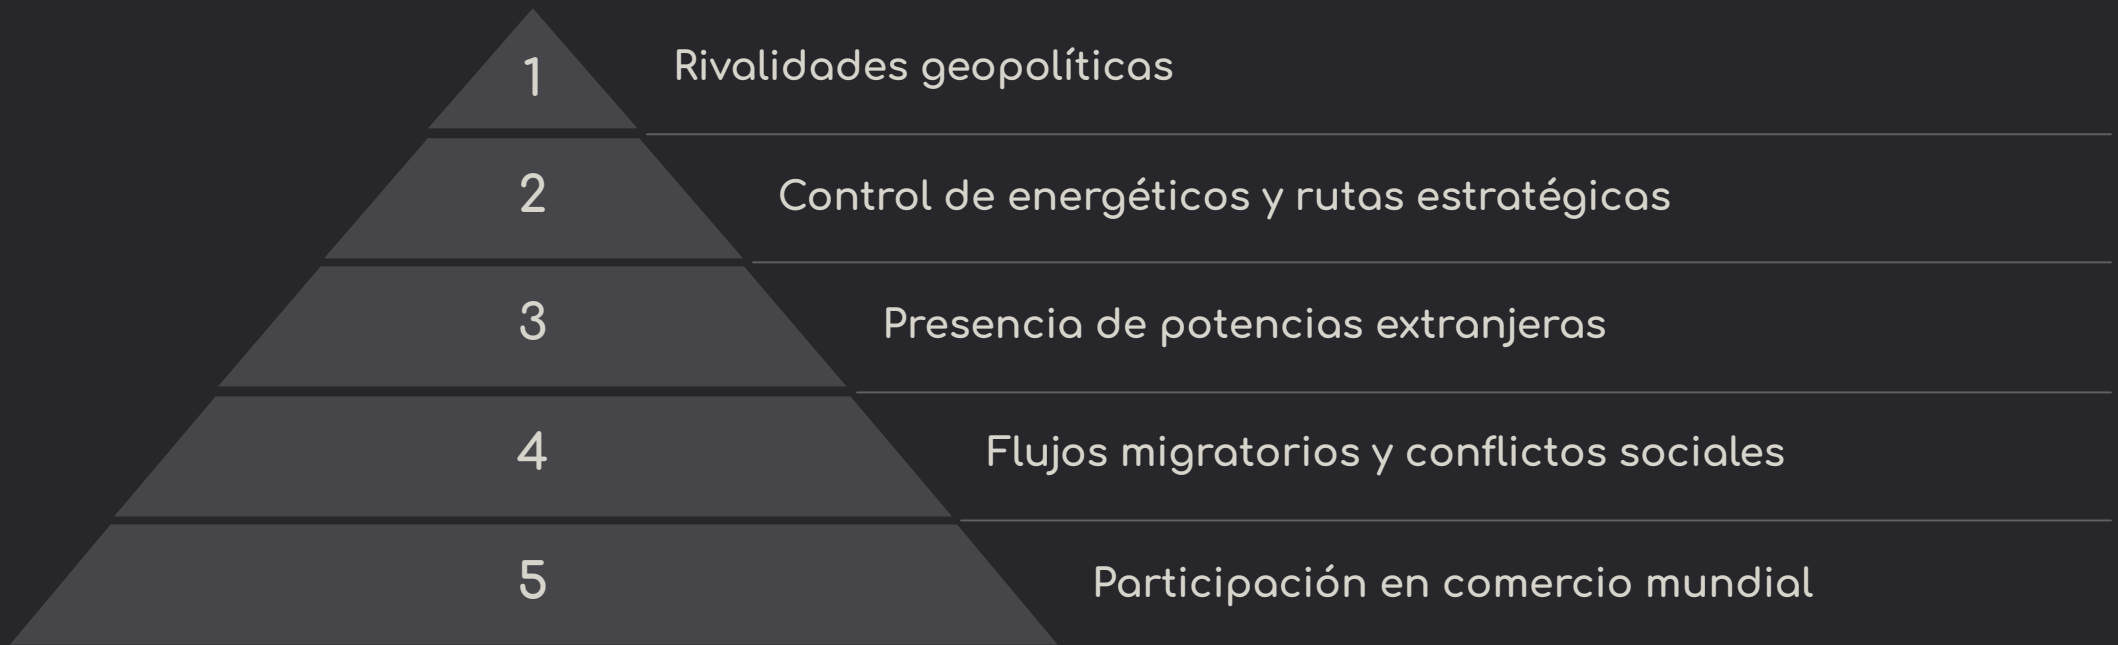 1
Rivalidades geopolíticas
2
Control de energéticos y rutas estratégicas
3
Presencia de potencias extranjeras
4
Flujos migratorios y conflictos sociales
5
Participación en comercio mundial